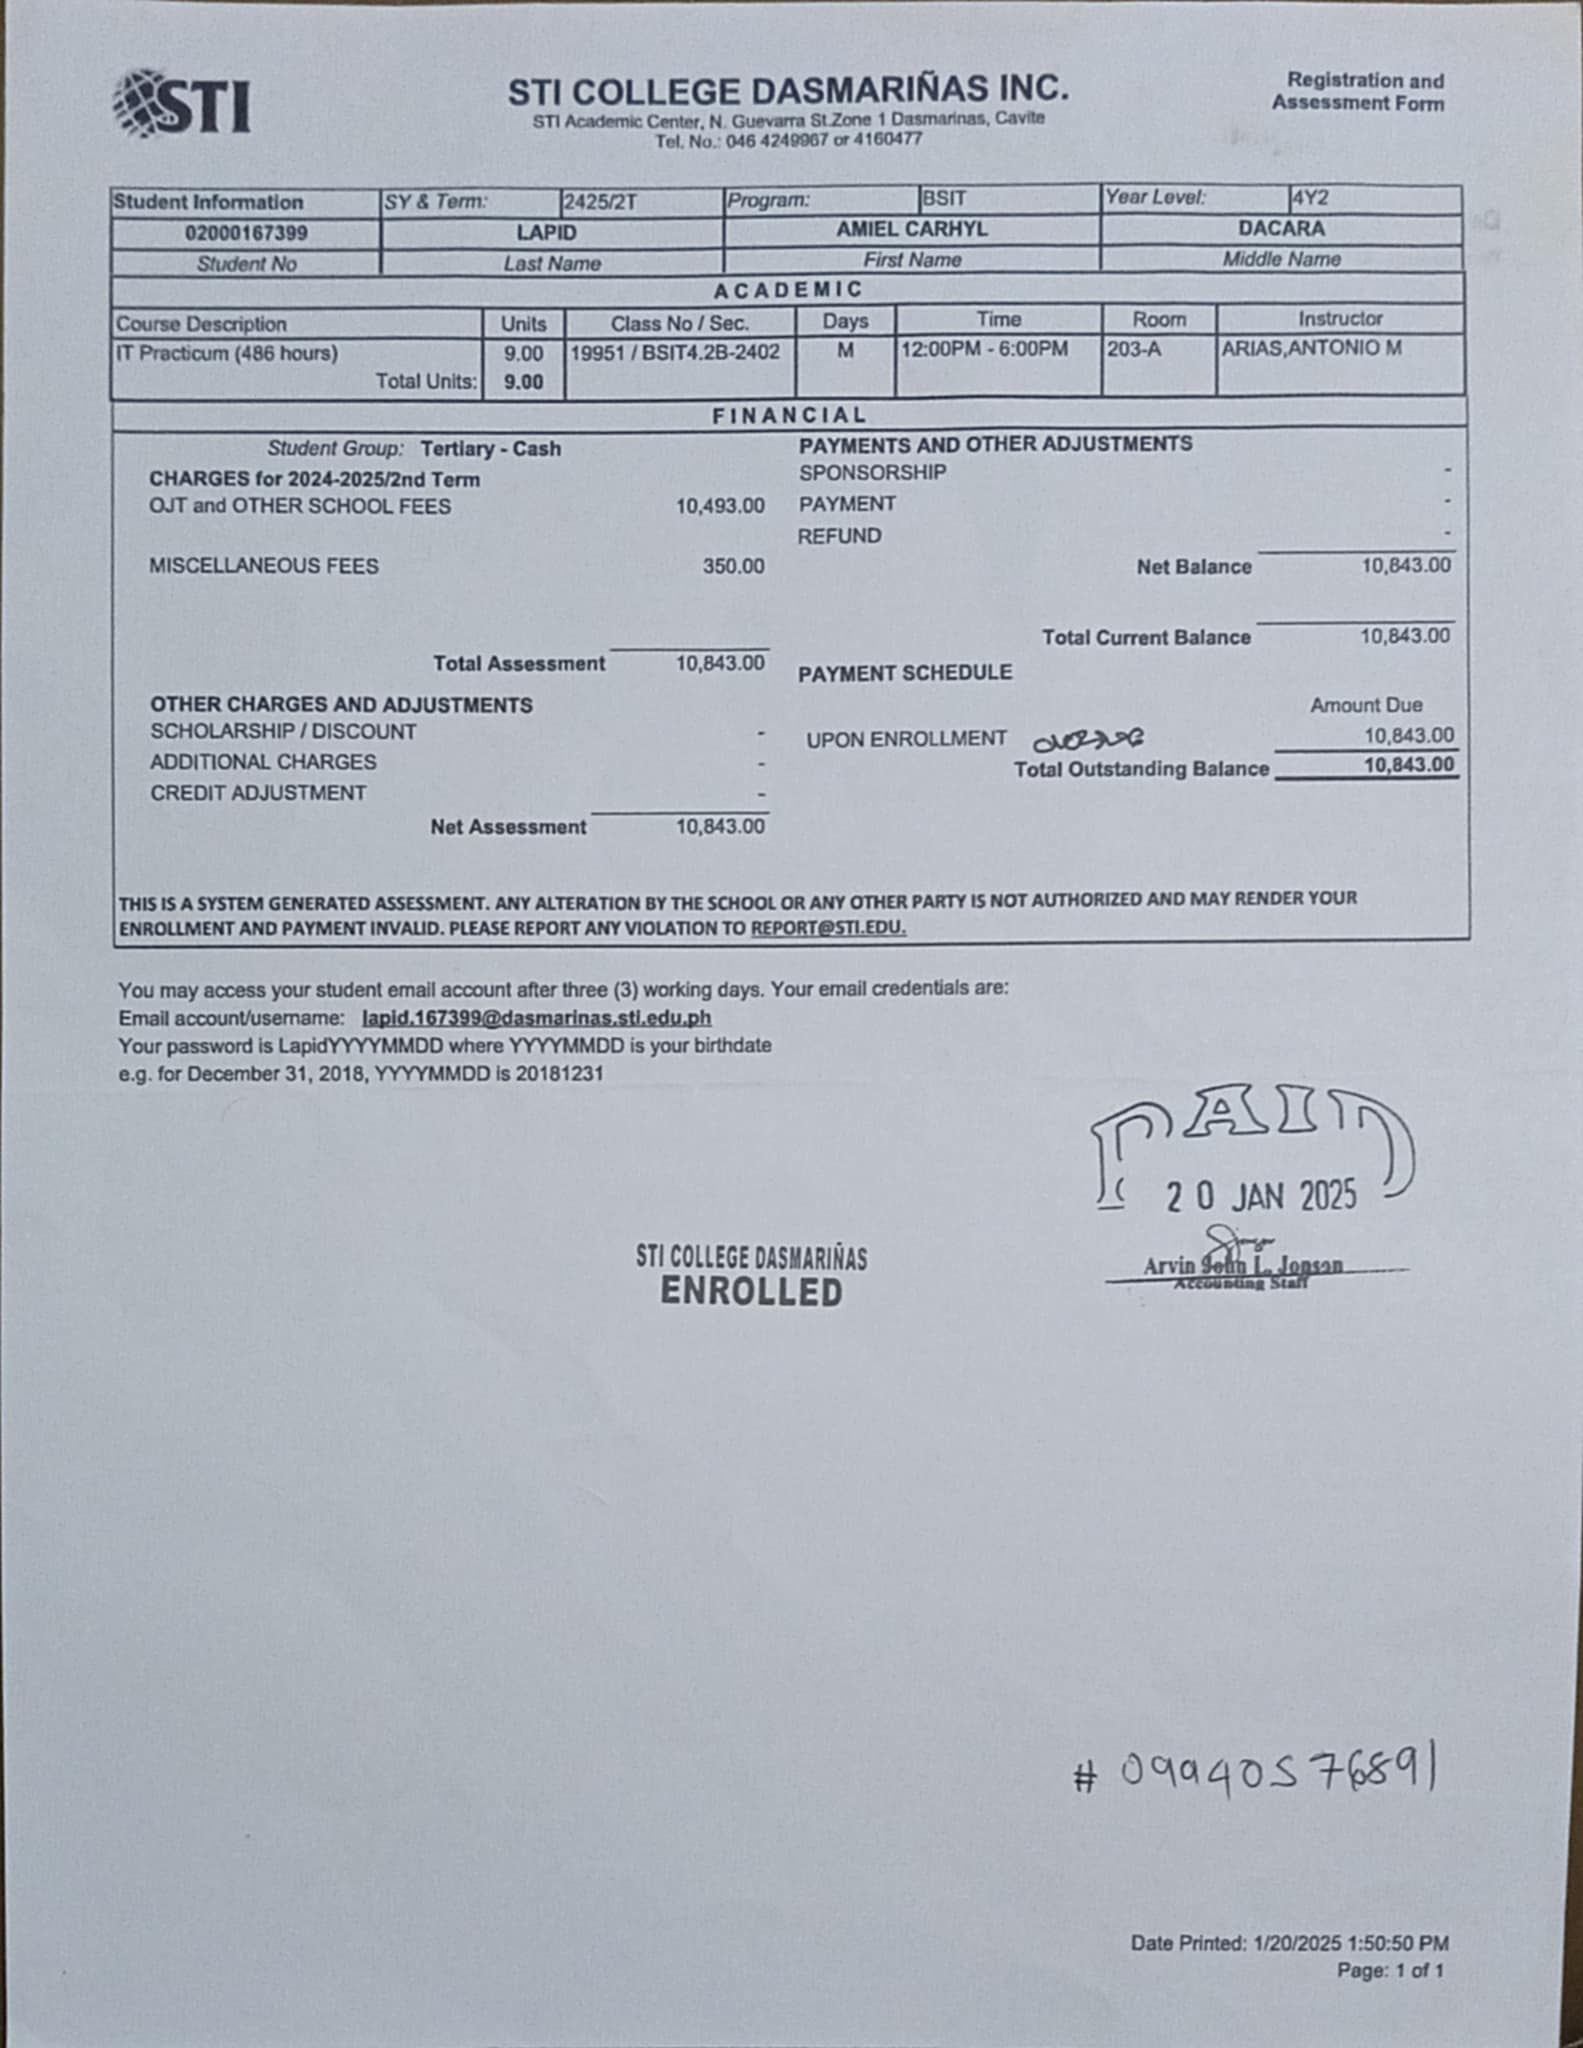 STI
STI COLLEGE DASMARIÑAS INC.
STI Academic Center, N. Guevarra St.Zone 1 Dasmarinas, Cavite
Tel. No.: 046 4249967 or 4160477
Registration and
Assessment Form
Student Information SY & Term: 2425/2T Program: BSIT Year Level: 4Y2
02000167399 LAPID AMIEL CARHYL DACARA
Student No Last Name First Name Middle Name
ACADEMIC
Course Description Units Class No / Sec. Days Time Room Instructor
IT Practicum (486 hours) 9.00 19951 / BSIT4.2B-2402 M 12:00PM - 6:00PM 203-A ARIAS,ANTONIO M
Total Units: 9.00
FINANCIAL
Student Group: Tertiary - Cash
CHARGES for 2024-2025/2nd Term
OJT and OTHER SCHOOL FEES 10,493.00
MISCELLANEOUS FEES 350.00
Total Assessment 10,843.00
OTHER CHARGES AND ADJUSTMENTS
SCHOLARSHIP / DISCOUNT -
ADDITIONAL CHARGES -
CREDIT ADJUSTMENT -
Net Assessment 10,843.00
PAYMENTS AND OTHER ADJUSTMENTS
SPONSORSHIP -
PAYMENT -
REFUND -
Net Balance 10,843.00
Total Current Balance 10,843.00
PAYMENT SCHEDULE
Amount Due
UPON ENROLLMENT 10,843.00
Total Outstanding Balance 10,843.00
THIS IS A SYSTEM GENERATED ASSESSMENT. ANY ALTERATION BY THE SCHOOL OR ANY OTHER PARTY IS NOT AUTHORIZED AND MAY RENDER YOUR
ENROLLMENT AND PAYMENT INVALID. PLEASE REPORT ANY VIOLATION TO REPORT@STI.EDU.
You may access your student email account after three (3) working days. Your email credentials are:
Email account/username: lapid.167399@dasmarinas.sti.edu.ph
Your password is LapidYYYYMMDD where YYYYMMDD is your birthdate
e.g. for December 31, 2018, YYYYMMDD is 20181231
PAID
20 JAN 2025
Arvin John L. Jonson
Accounting Staff
STI COLLEGE DASMARIÑAS
ENROLLED
# 09940576891
Date Printed: 1/20/2025 1:50:50 PM
Page: 1 of 1